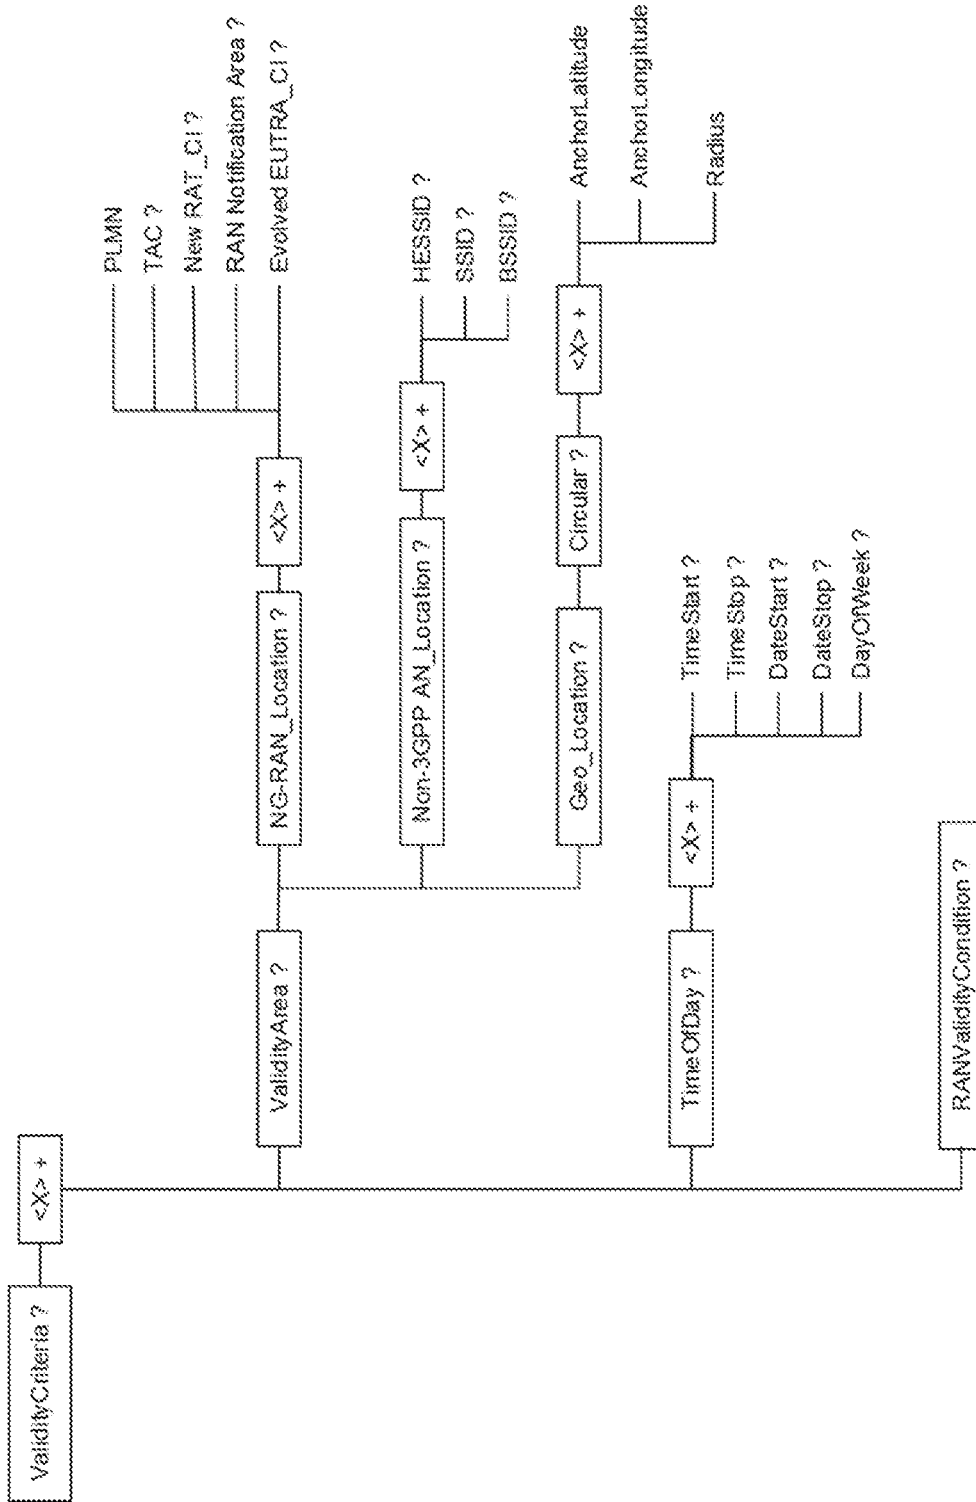 ValidityCriteria ?
<X> +
ValidityArea ?
NG-RAN_Location ?
<X> +
PLMN
TAC ?
New RAT_CI ?
RAN Notification Area ?
Evolved EUTRA_CI ?
Non-3GPP AN_Location ?
<X> +
HESSID ?
SSID ?
BSSID ?
Geo_Location ?
Circular ?
<X> +
AnchorLatitude
AnchorLongitude
Radius
TimeOfDay ?
<X> +
TimeStart ?
TimeStop ?
DateStart ?
DateStop ?
DayOfWeek ?
RANValidityCondition ?